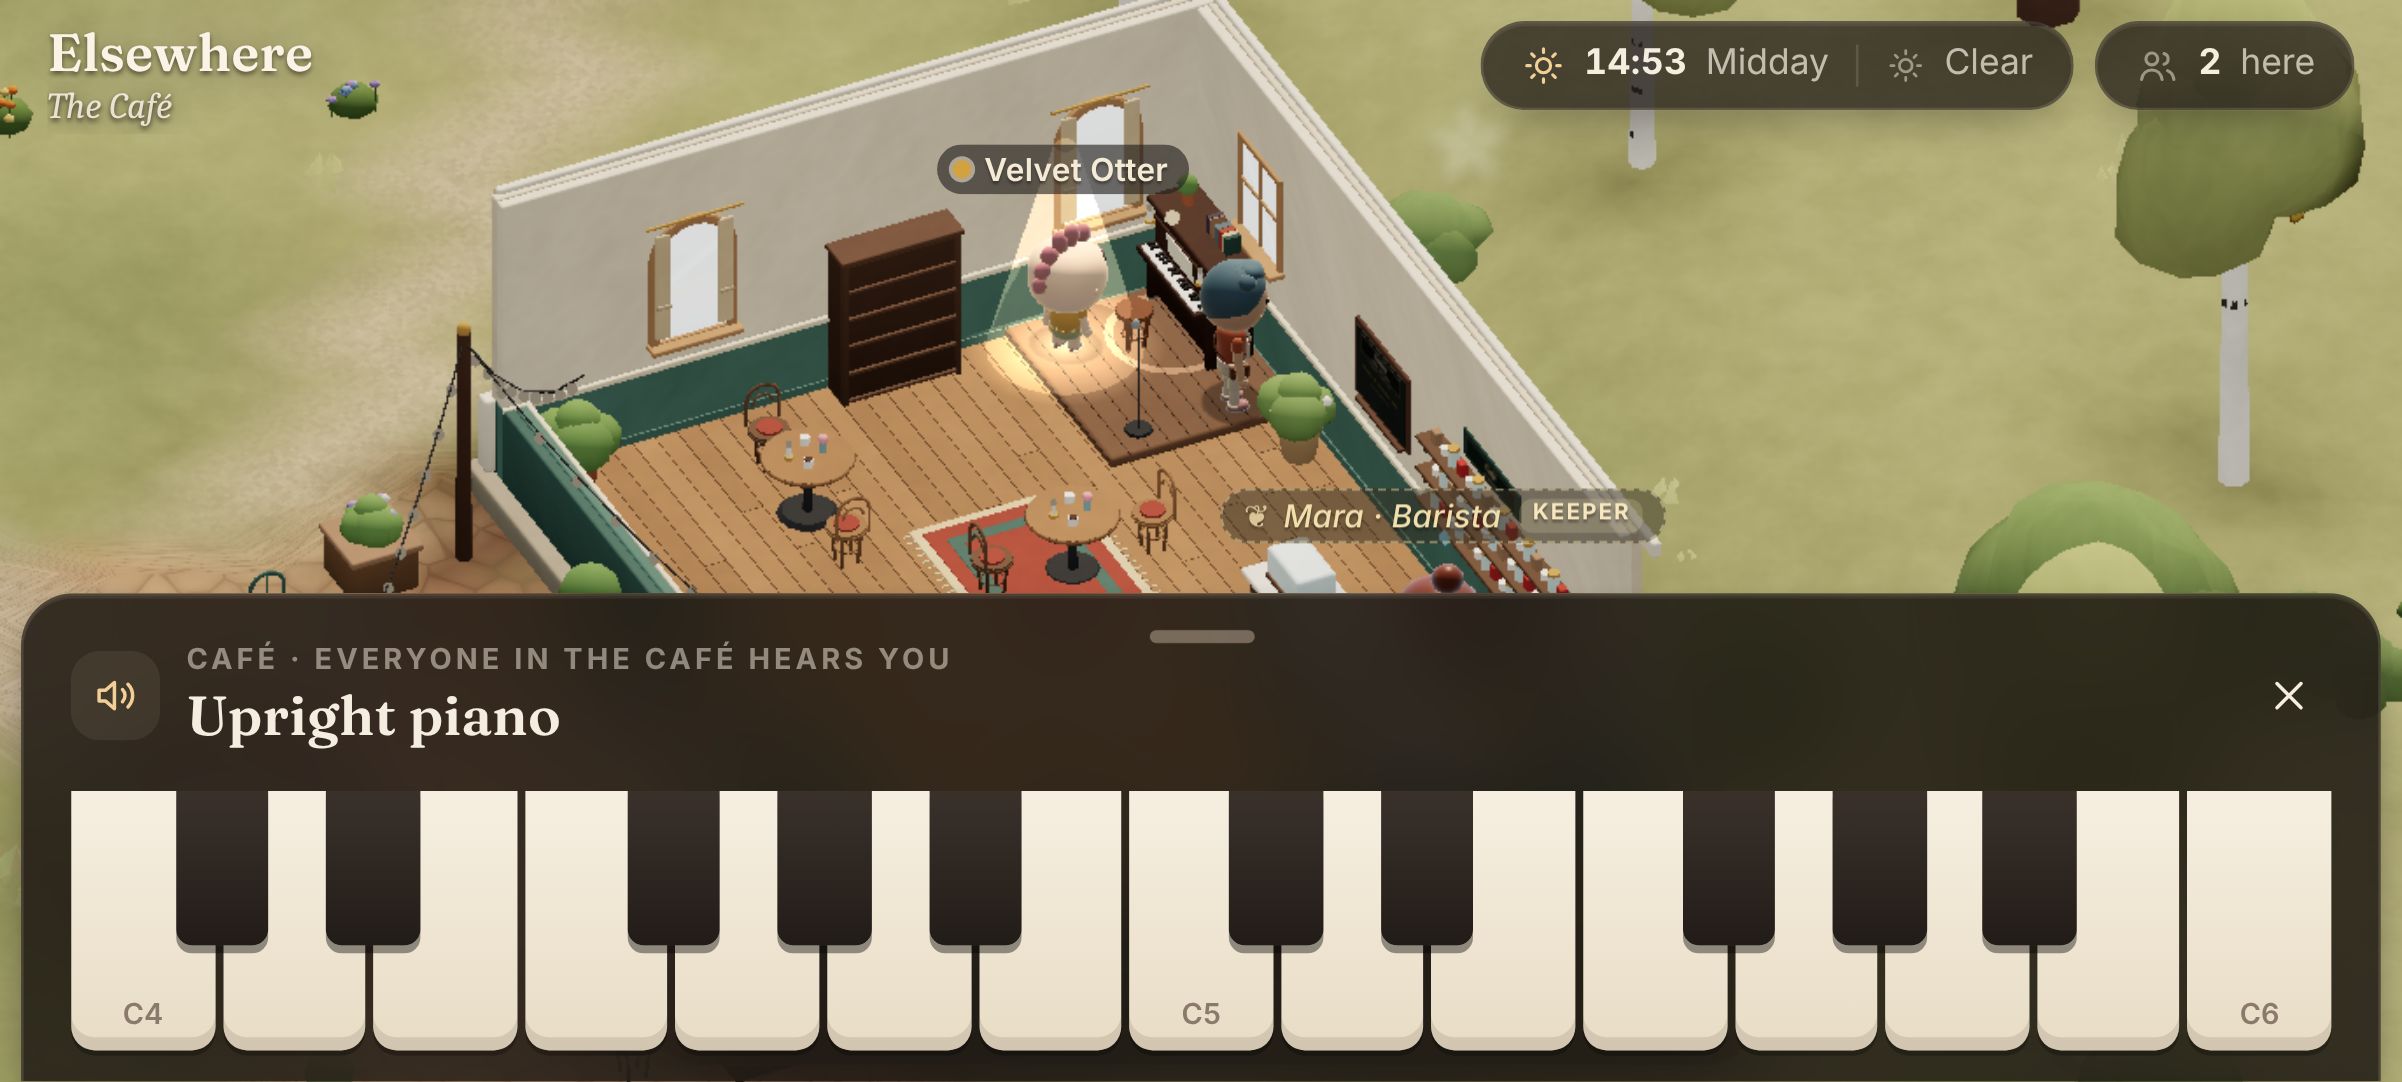 Elsewhere
The Café
14:53 Midday
Clear
2 here
Velvet Otter
Mara · Barista KEEPER
CAFÉ · EVERYONE IN THE CAFÉ HEARS YOU
Upright piano
C4
C5
C6